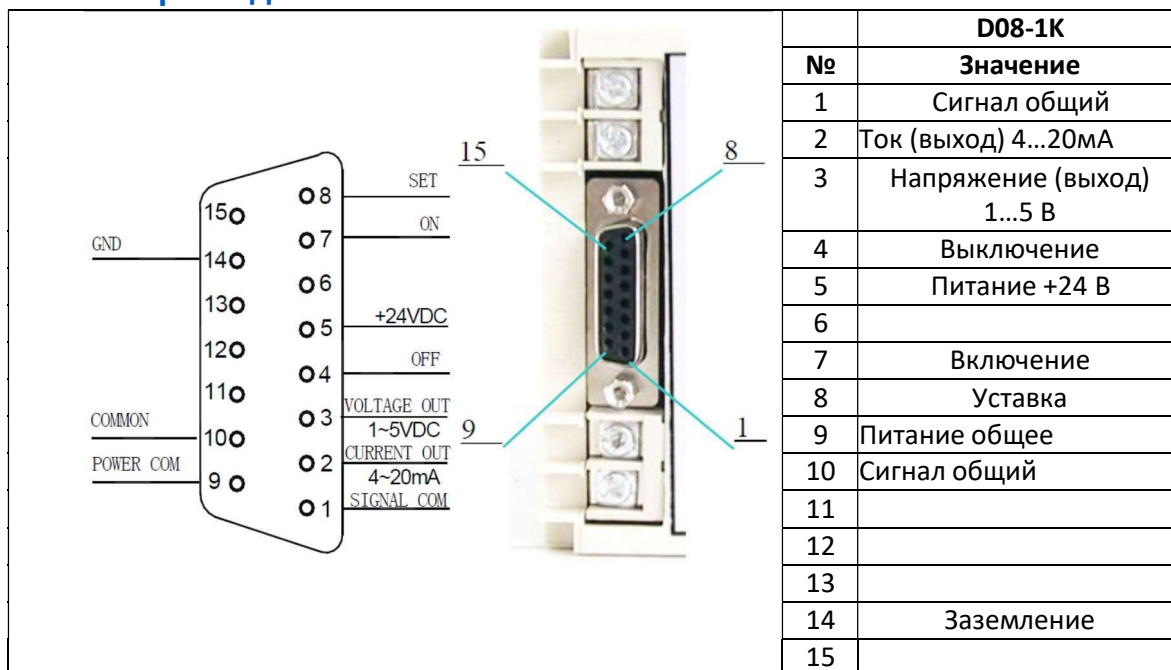 D08-1K
№ Значение
1 Сигнал общий
2 Ток (выход) 4...20мА
3 Напряжение (выход)
1...5 В
4 Выключение
5 Питание +24 В
6
7 Включение
8 Уставка
9 Питание общее
10 Сигнал общий
11
12
13
14 Заземление
15
15
8
SET
ON
+24VDC
OFF
VOLTAGE OUT
1~5VDC
CURRENT OUT
4~20mA
SIGNAL COM
GND
COMMON
POWER COM
15
14
13
12
11
10
9
8
7
6
5
4
3
2
1
9
1